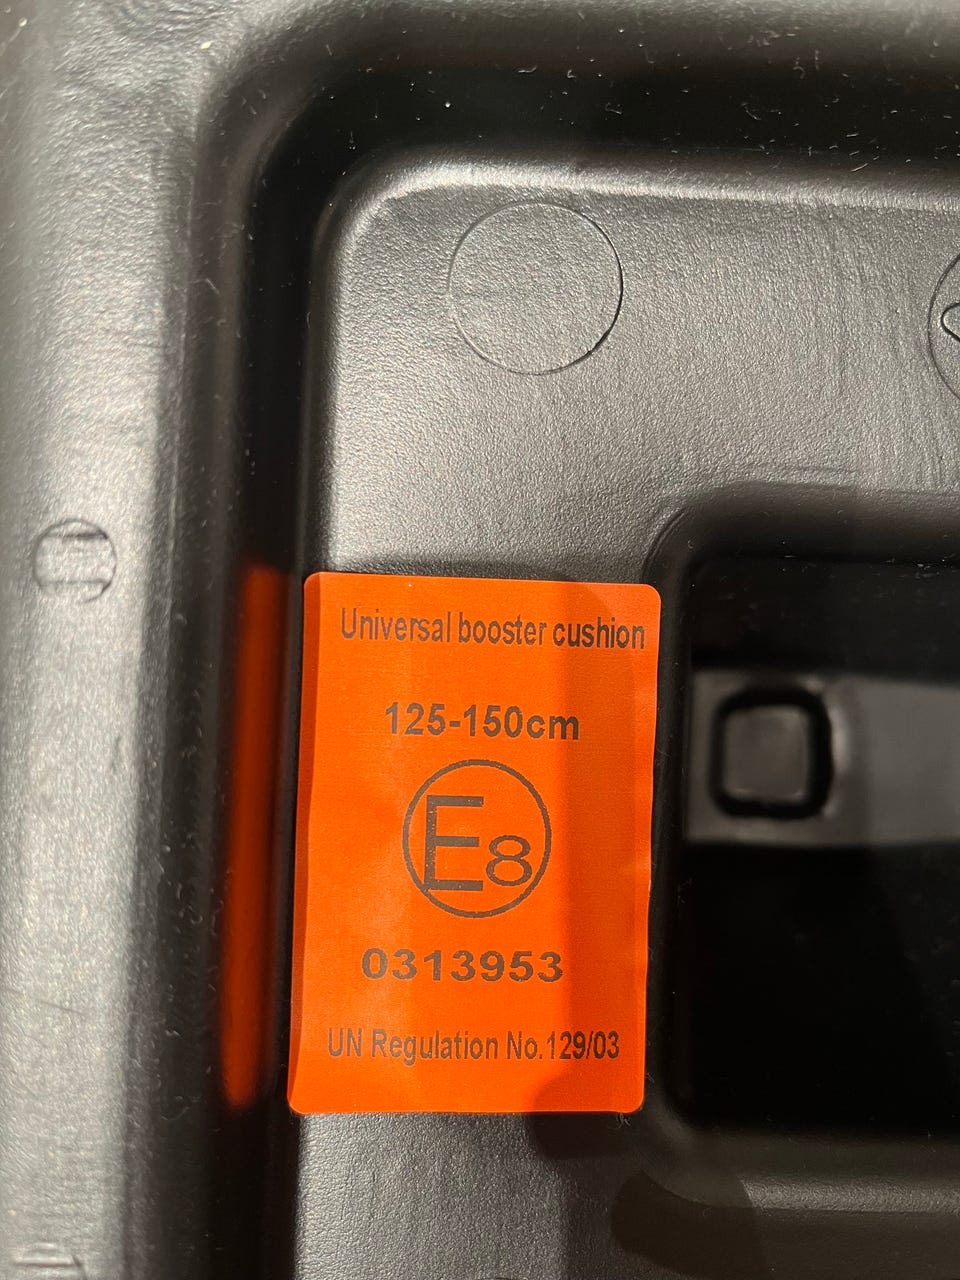 Universal booster cushion
125-150cm
E8
0313953
UN Regulation No.129/03